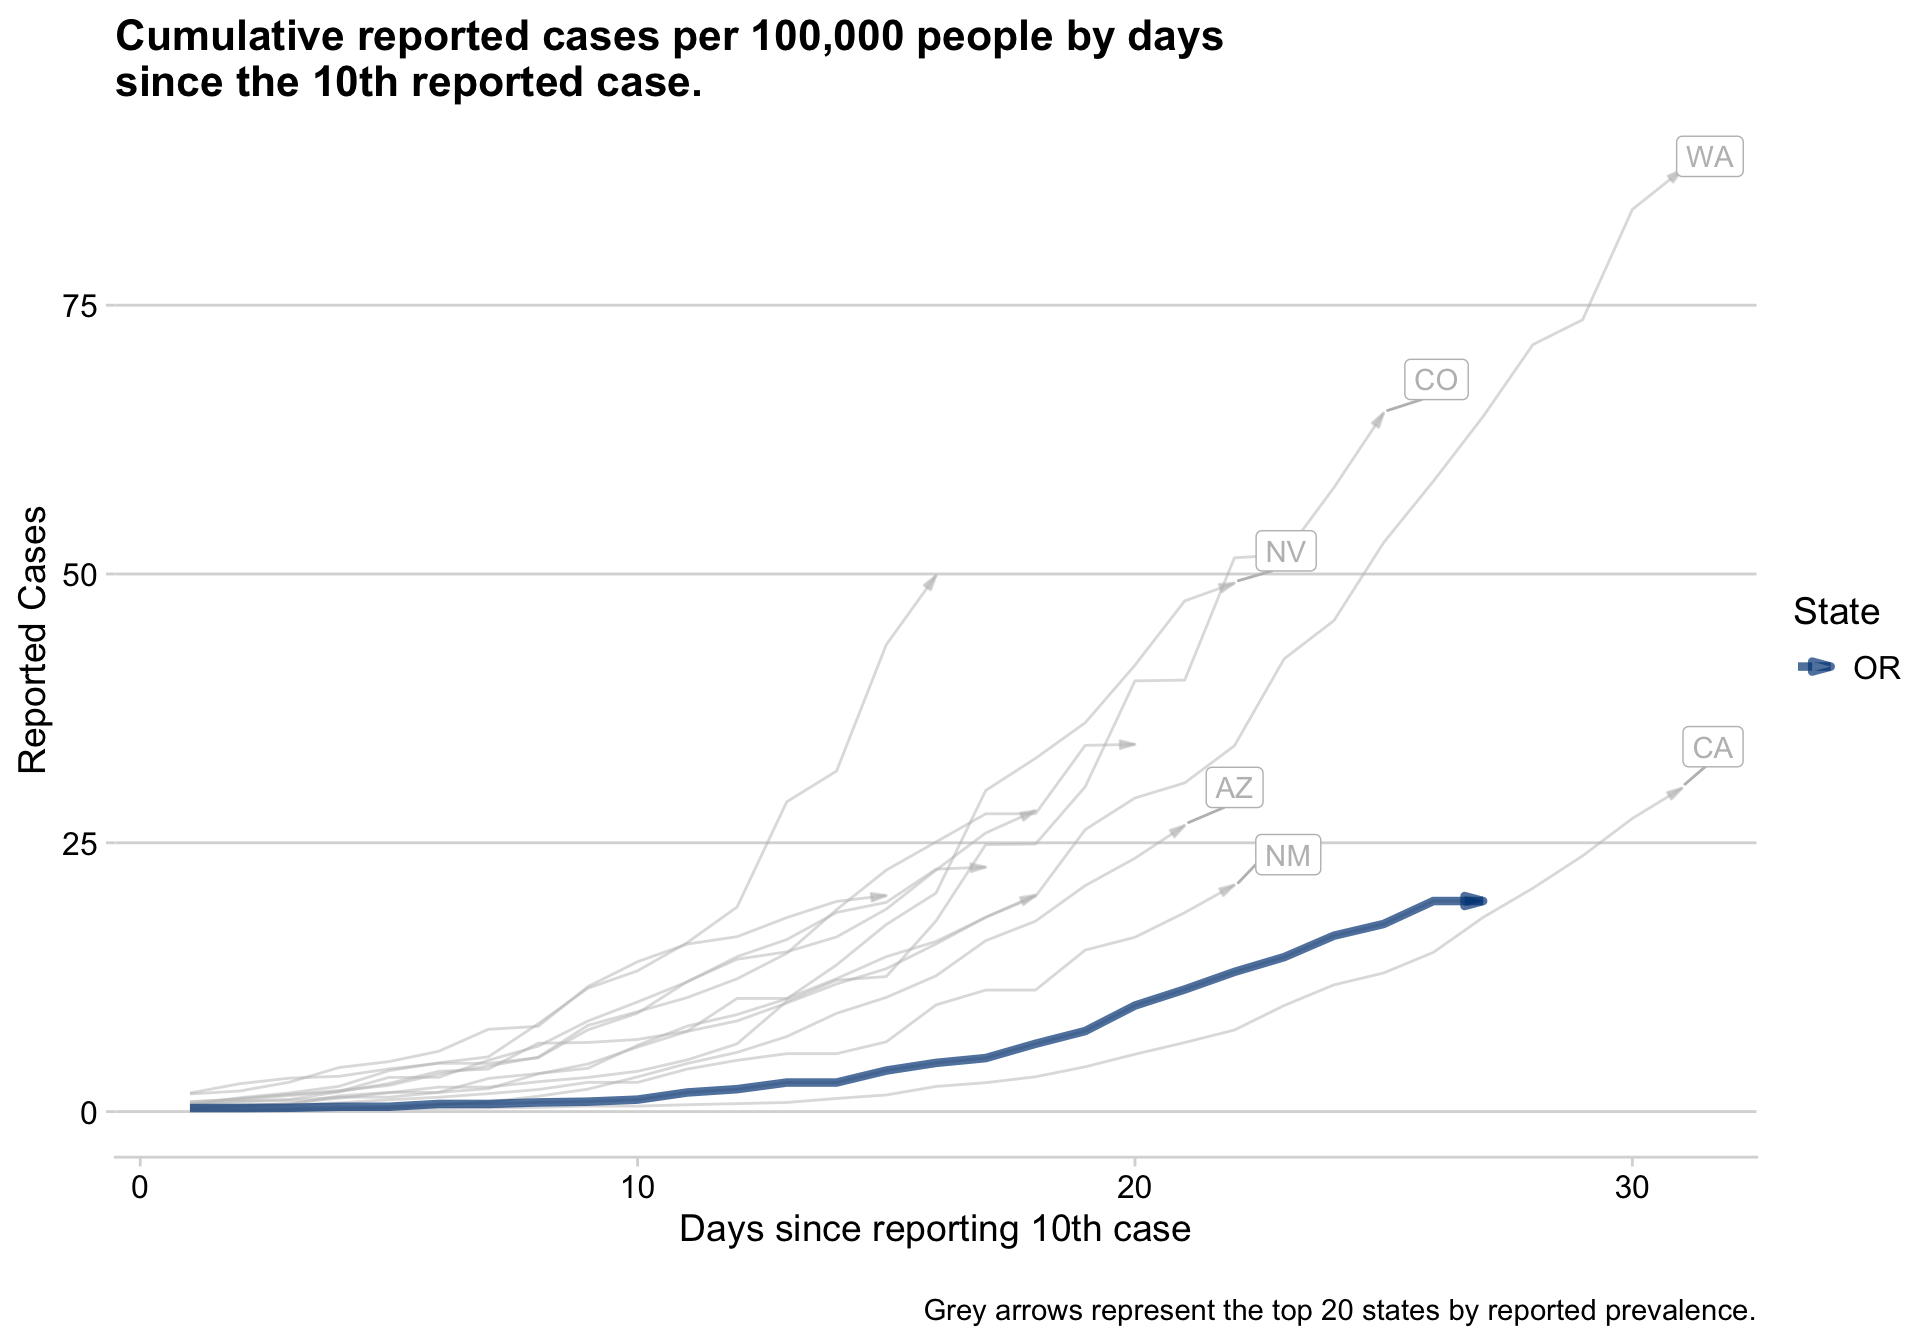 Cumulative reported cases per 100,000 people by days
since the 10th reported case.
WA
75
CO
NV
50
Reported Cases
State
OR
CA
AZ
25
NM
0
0 10 20 30
Days since reporting 10th case
Grey arrows represent the top 20 states by reported prevalence.